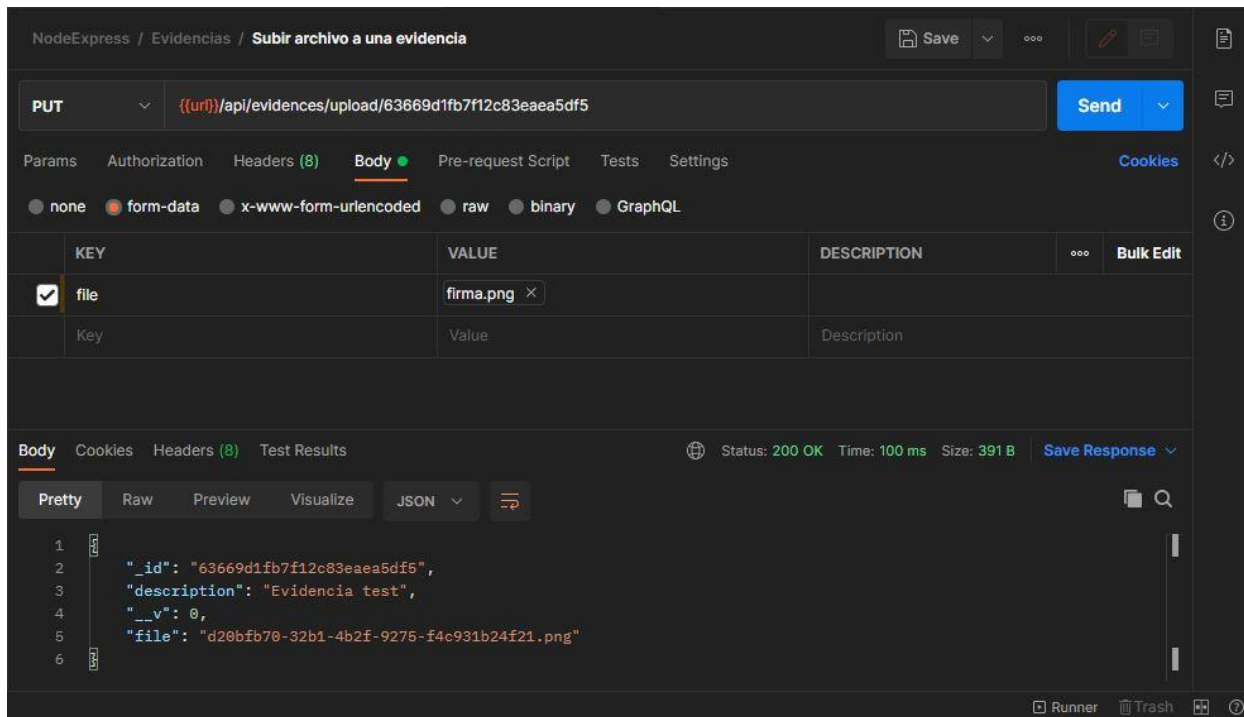 NodeExpress / Evidencias / Subir archivo a una evidencia Save ooo
PUT {{url}}/api/evidences/upload/63669d1fb7f12c83eaea5df5 Send
Params Authorization Headers (8) Body Pre-request Script Tests Settings Cookies </>
none form-data x-www-form-urlencoded raw binary GraphQL
KEY VALUE DESCRIPTION ooo Bulk Edit
file firma.png ×
Key Value Description
Body Cookies Headers (8) Test Results Status: 200 OK Time: 100 ms Size: 391 B Save Response
Pretty Raw Preview Visualize JSON
1 {
2 "_id": "63669d1fb7f12c83eaea5df5",
3 "description": "Evidencia test",
4 "__v": 0,
5 "file": "d20bfb70-32b1-4b2f-9275-f4c931b24f21.png"
6 }
Runner Trash